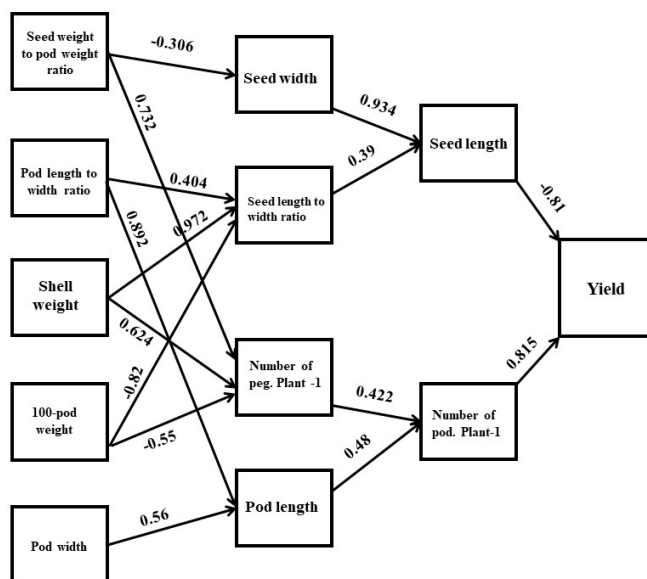 Seed weight
to pod weight
ratio
-0.306
Seed width
0.732
0.934
Seed length
Pod length to
width ratio
0.404
Seed length to
width ratio
0.39
0.892
0.972
-0.81
Shell
weight
Yield
0.624
Number of
peg. Plant -1
0.815
-0.82
100-pod
weight
-0.55
0.422
Number of
pod. Plant-1
0.48
Pod length
0.56
Pod width